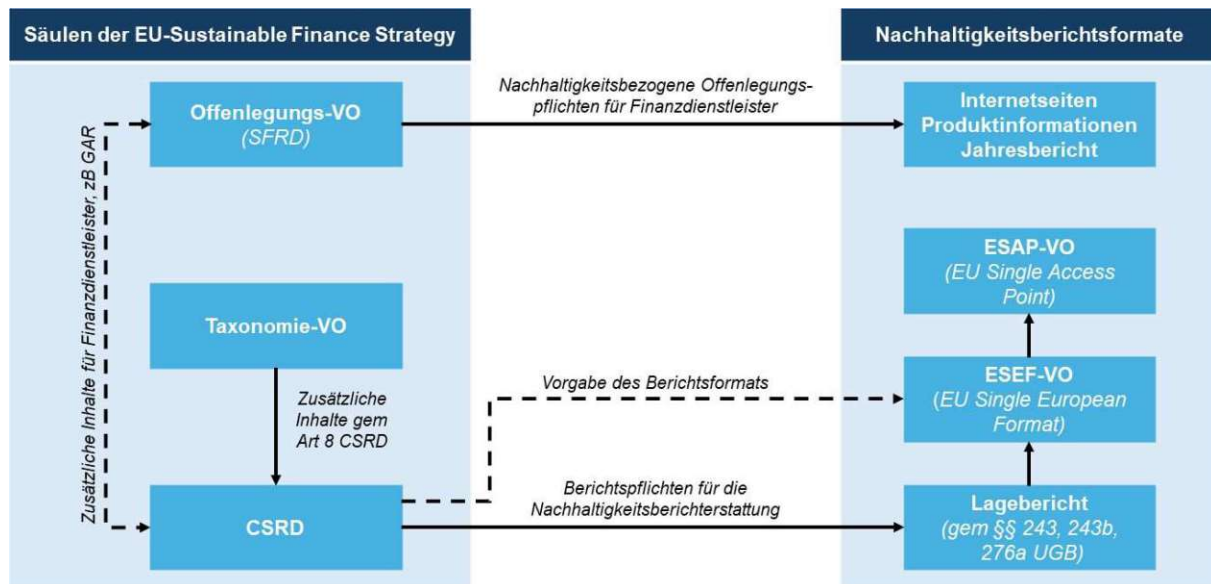 Säulen der EU-Sustainable Finance Strategy
Nachhaltigkeitsberichtsformate
Zusätzliche Inhalte für Finanzdienstleister, zB GAR
Offenlegungs-VO
(SFRD)
Nachhaltigkeitsbezogene Offenlegungs-
pflichten für Finanzdienstleister
Internetseiten
Produktinformationen
Jahresbericht
ESAP-VO
(EU Single Access
Point)
Taxonomie-VO
Zusätzliche
Inhalte gem
Art 8 CSRD
Vorgabe des Berichtsformats
ESEF-VO
(EU Single European
Format)
CSRD
Berichtspflichten für die
Nachhaltigkeitsberichterstattung
Lagebericht
(gem §§ 243, 243b,
276a UGB)